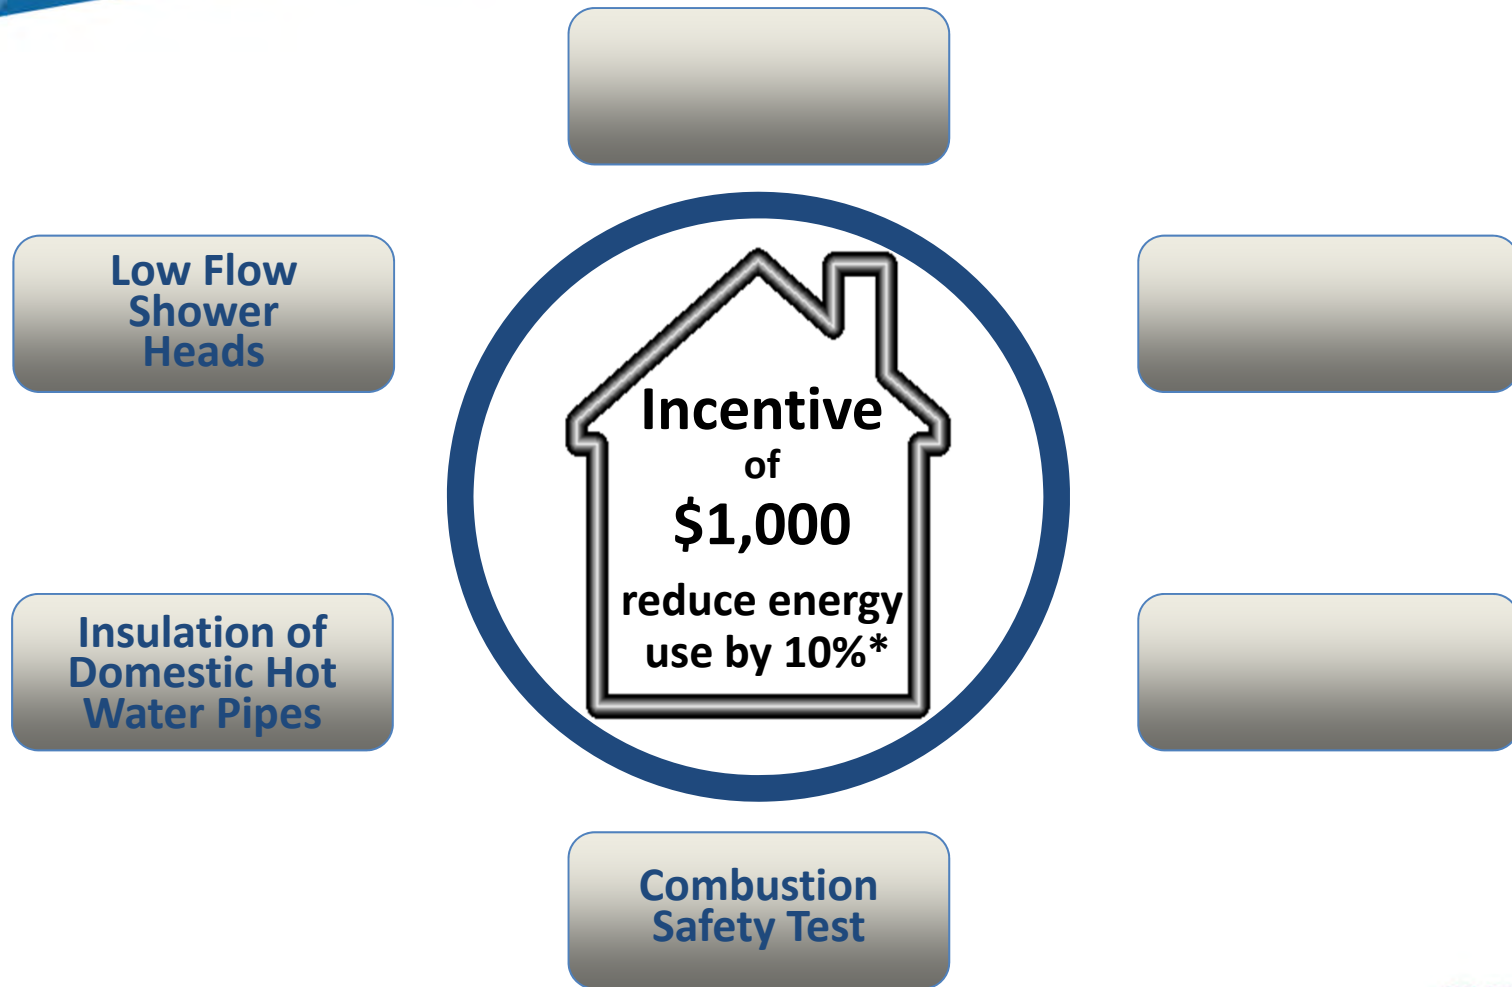 Low Flow
Shower
Heads
Incentive
of
$1,000
reduce energy
use by 10%*
Insulation of
Domestic Hot
Water Pipes
Combustion
Safety Test